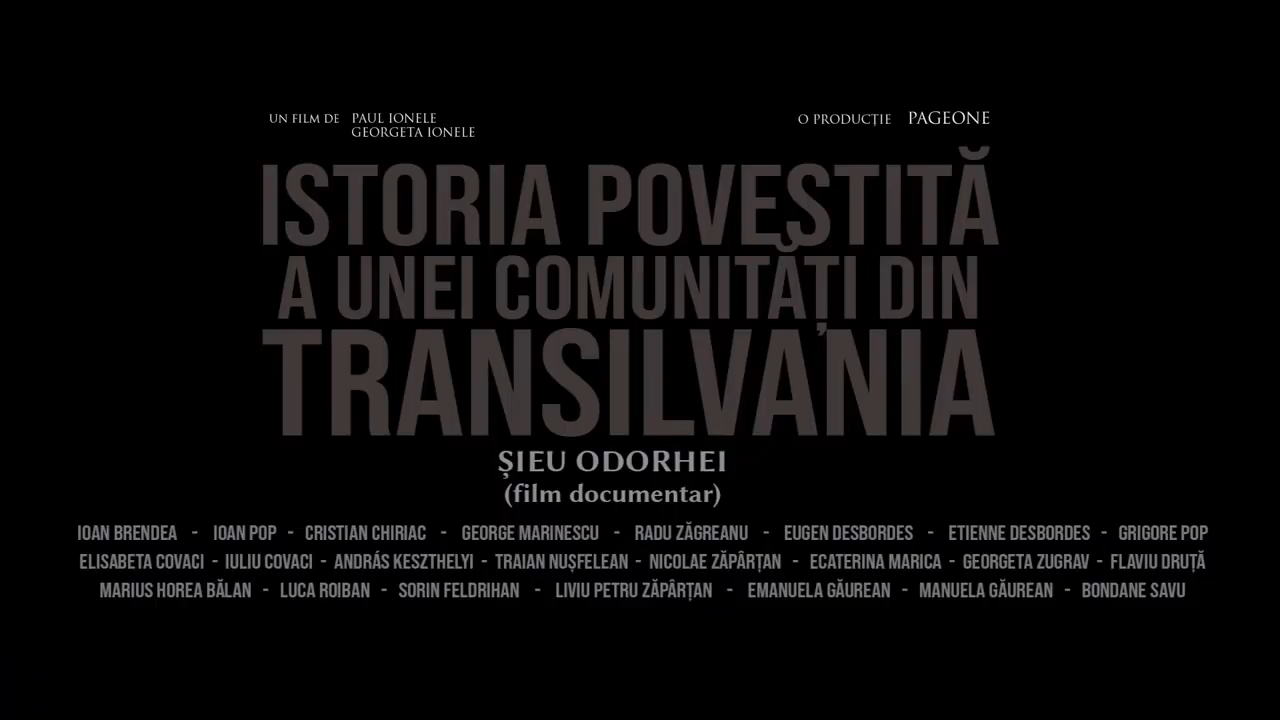 UN FILM DE PAUL IONELE
GEORGETA IONELE
O PRODUCȚIE PAGEONE
ISTORIA POVESTITĂ
A UNEI COMUNITĂȚI DIN
TRANSILVANIA
ȘIEU ODORHEI
(film documentar)
IOAN BRENDEA - IOAN POP - CRISTIAN CHIRIAC - GEORGE MARINESCU - RADU ZĂGREANU - EUGEN DESBORDES - ETIENNE DESBORDES - GRIGORE POP
ELISABETA COVACI - IULIU COVACI - ANDRÁS KESZTHELYI - TRAIAN NUȘFELEAN - NICOLAE ZĂPÂRȚAN - ECATERINA MARICA - GEORGETA ZUGRAV - FLAVIU DRUȚĂ
MARIUS HOREA BĂLAN - LUCA ROIBAN - SORIN FELDRIHAN - LIVIU PETRU ZĂPÂRȚAN - EMANUELA GĂUREAN - MANUELA GĂUREAN - BONDANE SAVU